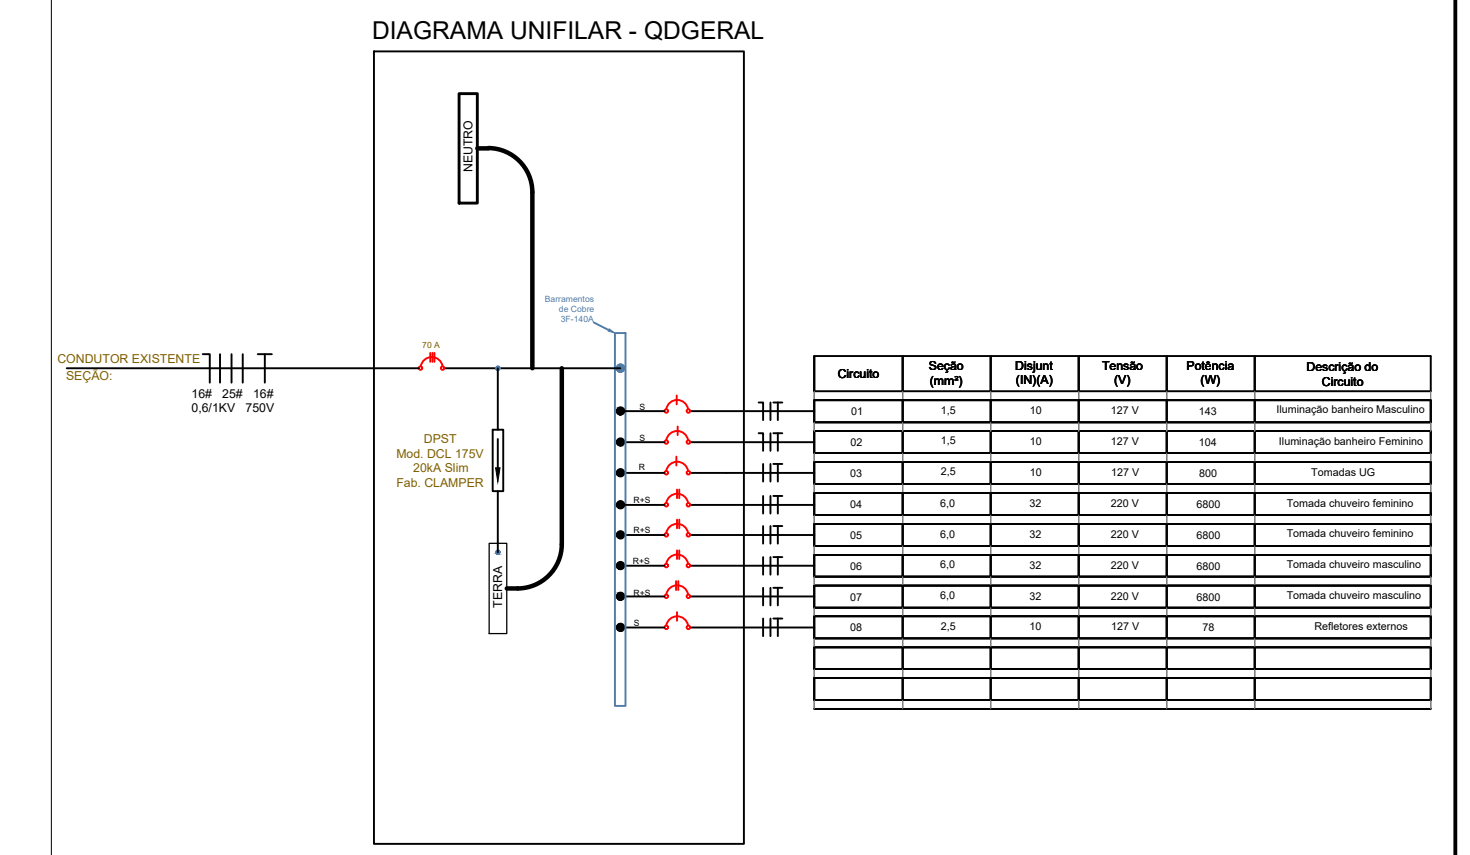 DIAGRAMA UNIFILAR - QDGERAL
NEUTRO
Barramentos
de Cobre
3F-140A
70 A
CONDUTOR EXISTENTE
SEÇÃO:
16# 25# 16#
0,6/1KV 750V
DPST
Mod. DCL 175V
20kA Slim
Fab. CLAMPER
TERRA
S
S
R
R+S
R+S
R+S
R+S
S
Circuito Seção (mm²) Disjunt (IN)(A) Tensão (V) Potência (W) Descrição do Circuito
01 1,5 10 127 V 143 Iluminação banheiro Masculino
02 1,5 10 127 V 104 Iluminação banheiro Feminino
03 2,5 10 127 V 800 Tomadas UG
04 6,0 32 220 V 6800 Tomada chuveiro feminino
05 6,0 32 220 V 6800 Tomada chuveiro feminino
06 6,0 32 220 V 6800 Tomada chuveiro masculino
07 6,0 32 220 V 6800 Tomada chuveiro masculino
08 2,5 10 127 V 78 Refletores externos